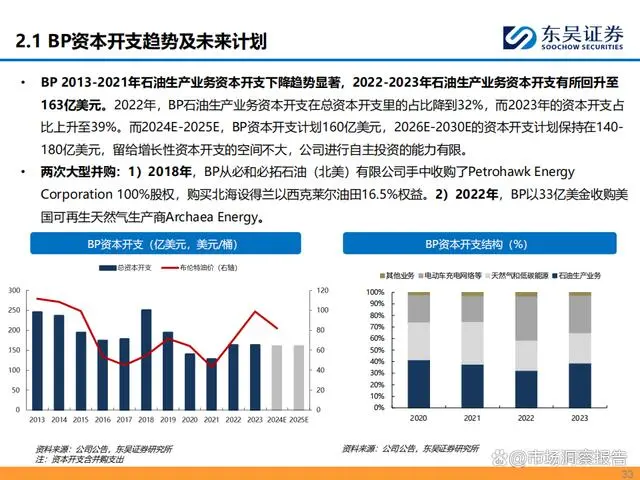 2.1 BP资本开支趋势及未来计划
东吴证券
SOOCHOW SECURITIES
• BP 2013-2021年石油生产业务资本开支下降趋势显著，2022-2023年石油生产业务资本开支有所回升至
163亿美元。2022年，BP石油生产业务资本开支在总资本开支里的占比降到32%，而2023年的资本开支占
比上升至39%。而2024E-2025E，BP资本开支计划160亿美元，2026E-2030E的资本开支计划保持在140-
180亿美元，留给增长性资本开支的空间不大，公司进行自主投资的能力有限。
• 两次大型并购：1）2018年，BP从必和必拓石油（北美）有限公司手中收购了Petrohawk Energy
Corporation 100%股权，购买北海设得兰以西克莱尔油田16.5%权益。2）2022年，BP以33亿美金收购美
国可再生天然气生产商Archaea Energy。
BP资本开支（亿美元，美元/桶）
总资本开支 布伦特油价（右轴）
300 120
250 100
200 80
150 60
100 40
50 20
0 0
2013 2014 2015 2016 2017 2018 2019 2020 2021 2022 2023 2024E 2025E
资料来源：公司公告，东吴证券研究所
注：资本开支含并购支出
BP资本开支结构（%）
其他业务 电动车充电网络等 天然气和低碳能源 石油生产业务
100%
90%
80%
70%
60%
50%
40%
30%
20%
10%
0%
2020 2021 2022 2023
资料来源：公司公告，东吴证券研究所
市场洞察报告
33